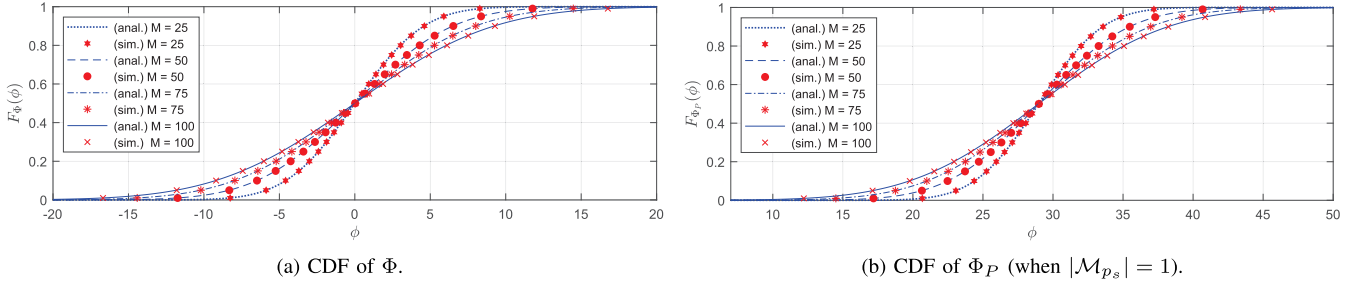 (anal.) M = 25
(sim.) M = 25
(anal.) M = 50
(sim.) M = 50
(anal.) M = 75
(sim.) M = 75
(anal.) M = 100
(sim.) M = 100
F_Φ(ϕ)
1
0.8
0.6
0.4
0.2
0
-20 -15 -10 -5 0 5 10 15 20
ϕ
(a) CDF of Φ.
(anal.) M = 25
(sim.) M = 25
(anal.) M = 50
(sim.) M = 50
(anal.) M = 75
(sim.) M = 75
(anal.) M = 100
(sim.) M = 100
F_{Φ_P}(ϕ)
1
0.8
0.6
0.4
0.2
0
10 15 20 25 30 35 40 45 50
ϕ
(b) CDF of Φ_P (when |𝓜_{p_s}| = 1).